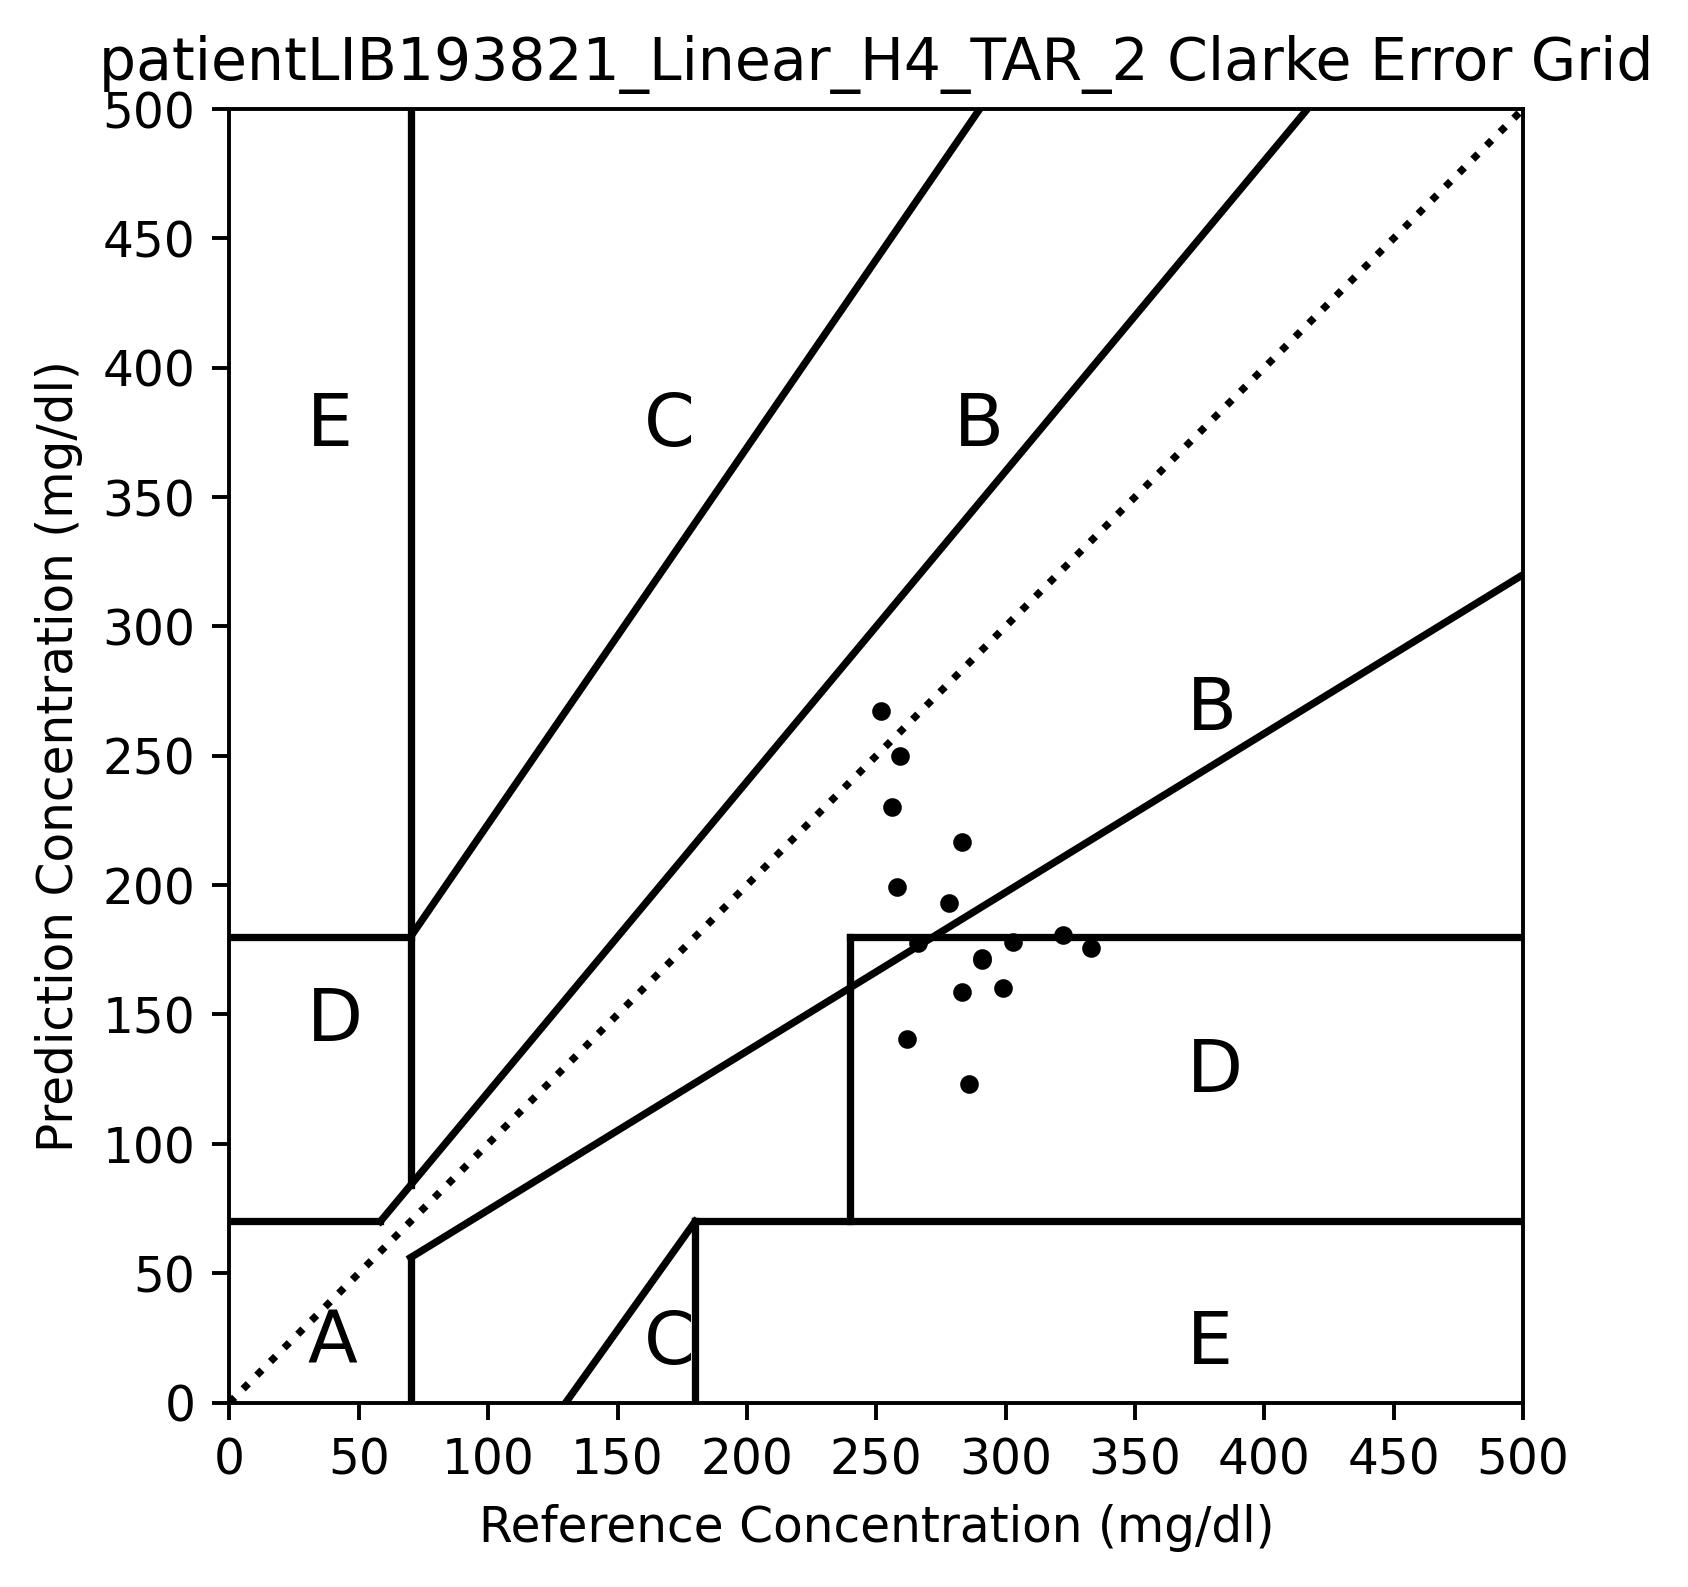 patientLIB193821_Linear_H4_TAR_2 Clarke Error Grid
Prediction Concentration (mg/dl)
500
450
400
350
300
250
200
150
100
50
0
E
C
B
B
D
D
A
C
E
0 50 100 150 200 250 300 350 400 450 500
Reference Concentration (mg/dl)